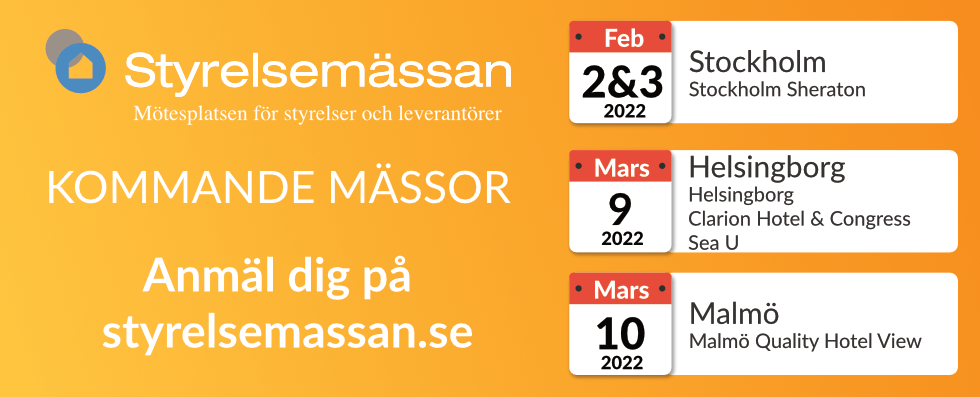 Styrelsemässan
Mötesplatsen för styrelser och leverantörer
KOMMANDE MÄSSOR
Anmäl dig på
styrelsemassan.se
Feb
2&3
2022
Stockholm
Stockholm Sheraton
Mars
9
2022
Helsingborg
Helsingborg
Clarion Hotel & Congress
Sea U
Mars
10
2022
Malmö
Malmö Quality Hotel View